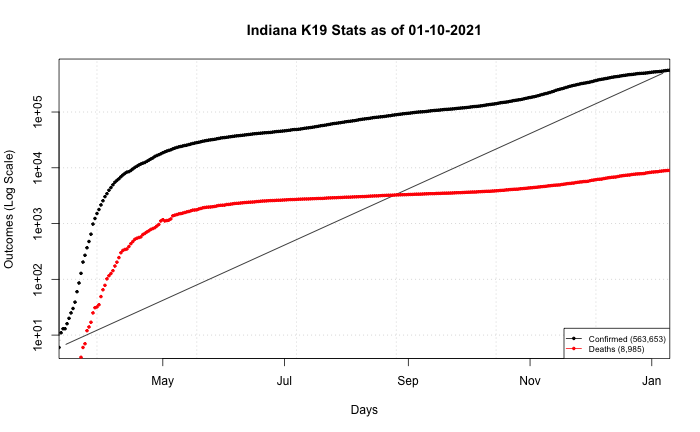 Indiana K19 Stats as of 01-10-2021
Outcomes (Log Scale)
1e+05
1e+04
1e+03
1e+02
1e+01
Confirmed (563,653)
Deaths (8,985)
May Jul Sep Nov Jan
Days